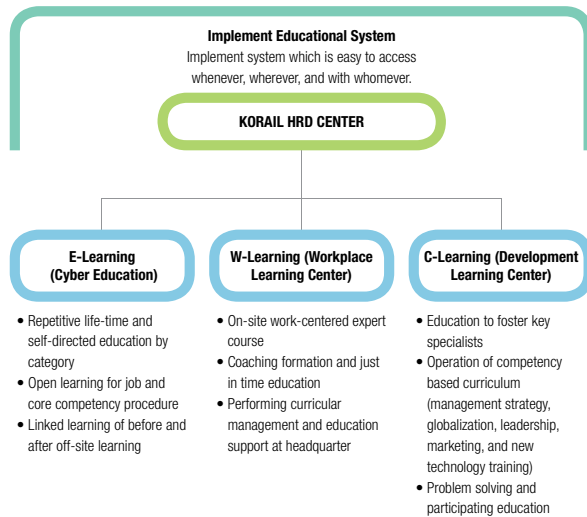 Implement Educational System
Implement system which is easy to access
whenever, wherever, and with whomever.
KORAIL HRD CENTER
E-Learning
(Cyber Education)
• Repetitive life-time and
self-directed education by
category
• Open learning for job and
core competency procedure
• Linked learning of before and
after off-site learning
W-Learning (Workplace
Learning Center)
• On-site work-centered expert
course
• Coaching formation and just
in time education
• Performing curricular
management and education
support at headquarter
C-Learning (Development
Learning Center)
• Education to foster key
specialists
• Operation of competency
based curriculum
(management strategy,
globalization, leadership,
marketing, and new
technology training)
• Problem solving and
participating education